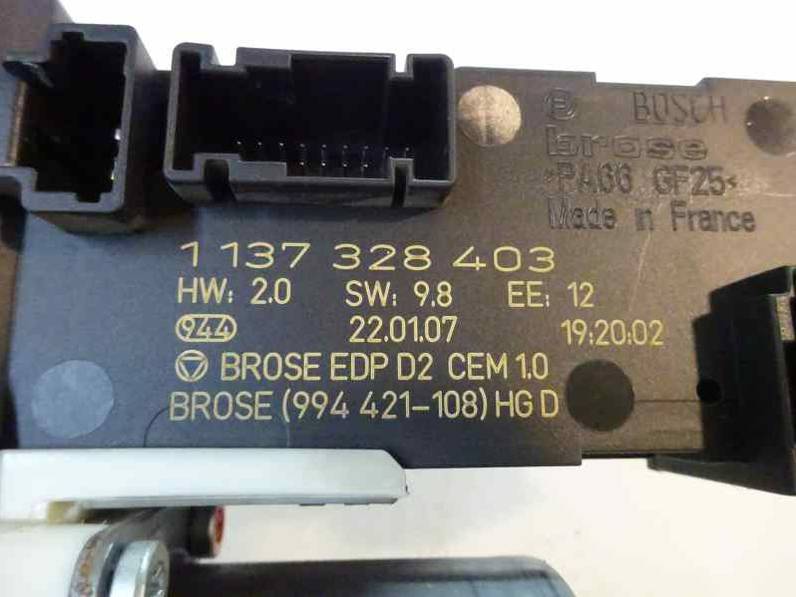 BOSCH
brose
>PA66 GF25<
Made in France
1 137 328 403
HW: 2.0 SW: 9.8 EE: 12
944 22.01.07 19:20:02
BROSE EDP D2 CEM 1.0
BROSE (994 421-108) HG D